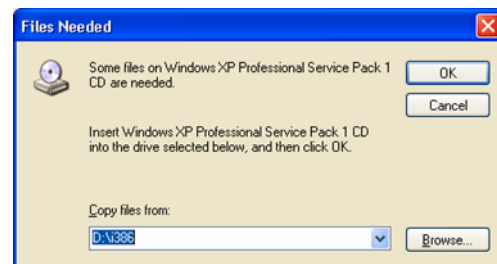 Files Needed
Some files on Windows XP Professional Service Pack 1
CD are needed.
OK
Cancel
Insert Windows XP Professional Service Pack 1 CD
into the drive selected below, and then click OK.
Copy files from:
D:\i386
Browse...